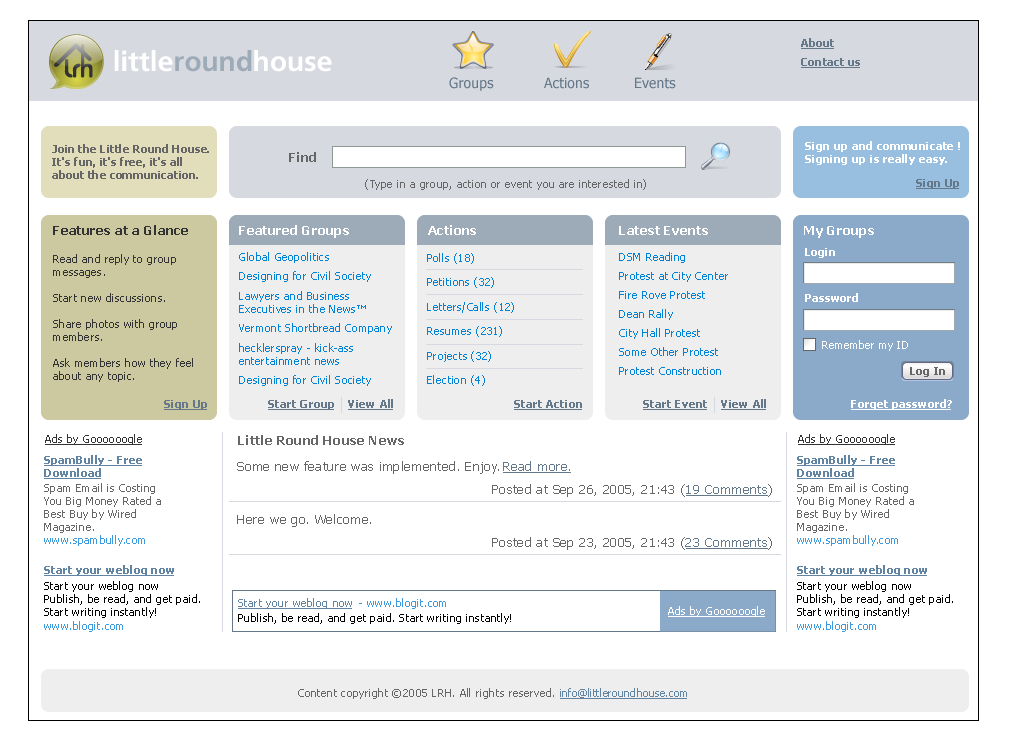 Lrh littleroundhouse
Groups
Actions
Events
About
Contact us
Join the Little Round House.
It's fun, it's free, it's all
about the communication.
Find
(Type in a group, action or event you are interested in)
Sign up and communicate !
Signing up is really easy.
Sign Up
Features at a Glance
Read and reply to group
messages.
Start new discussions.
Share photos with group
members.
Ask members how they feel
about any topic.
Sign Up
Featured Groups
Global Geopolitics
Designing for Civil Society
Lawyers and Business
Executives in the News™
Vermont Shortbread Company
hecklerspray - kick-ass
entertainment news
Designing for Civil Society
Start Group
View All
Actions
Polls (18)
Petitions (32)
Letters/Calls (12)
Resumes (231)
Projects (32)
Election (4)
Start Action
Latest Events
DSM Reading
Protest at City Center
Fire Rove Protest
Dean Rally
City Hall Protest
Some Other Protest
Protest Construction
Start Event
View All
My Groups
Login
Password
Remember my ID
Log In
Forget password?
Ads by Goooooogle
SpamBully - Free
Download
Spam Email is Costing
You Big Money Rated a
Best Buy by Wired
Magazine.
www.spambully.com
Start your weblog now
Start your weblog now
Publish, be read, and get paid.
Start writing instantly!
www.blogit.com
Little Round House News
Some new feature was implemented. Enjoy. Read more.
Posted at Sep 26, 2005, 21:43 (19 Comments)
Here we go. Welcome.
Posted at Sep 23, 2005, 21:43 (23 Comments)
Start your weblog now - www.blogit.com
Publish, be read, and get paid. Start writing instantly!
Ads by Goooooogle
Ads by Goooooogle
SpamBully - Free
Download
Spam Email is Costing
You Big Money Rated a
Best Buy by Wired
Magazine.
www.spambully.com
Start your weblog now
Start your weblog now
Publish, be read, and get paid.
Start writing instantly!
www.blogit.com
Content copyright ©2005 LRH. All rights reserved. info@littleroundhouse.com